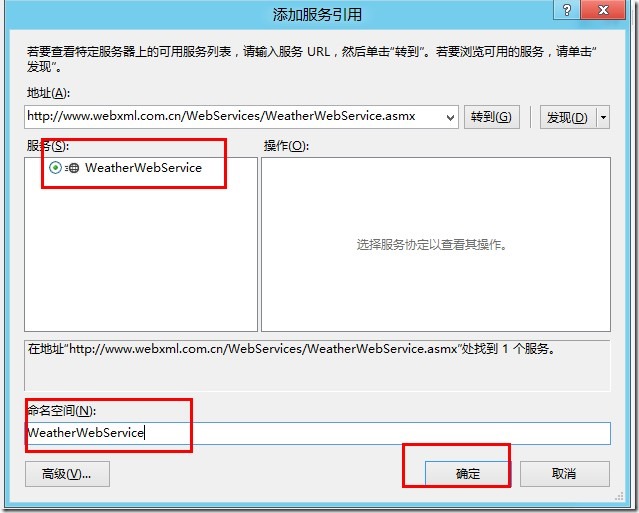 添加服务引用
?
x
若要查看特定服务器上的可用服务列表，请输入服务 URL，然后单击"转到"。若要浏览可用的服务，请单击"
发现"。
地址(A):
http://www.webxml.com.cn/WebServices/WeatherWebService.asmx
转到(G)
发现(D)
服务(S):
操作(O):
WeatherWebService
选择服务协定以查看其操作。
在地址"http://www.webxml.com.cn/WebServices/WeatherWebService.asmx"处找到 1 个服务。
命名空间(N):
WeatherWebService
高级(V)...
确定
取消